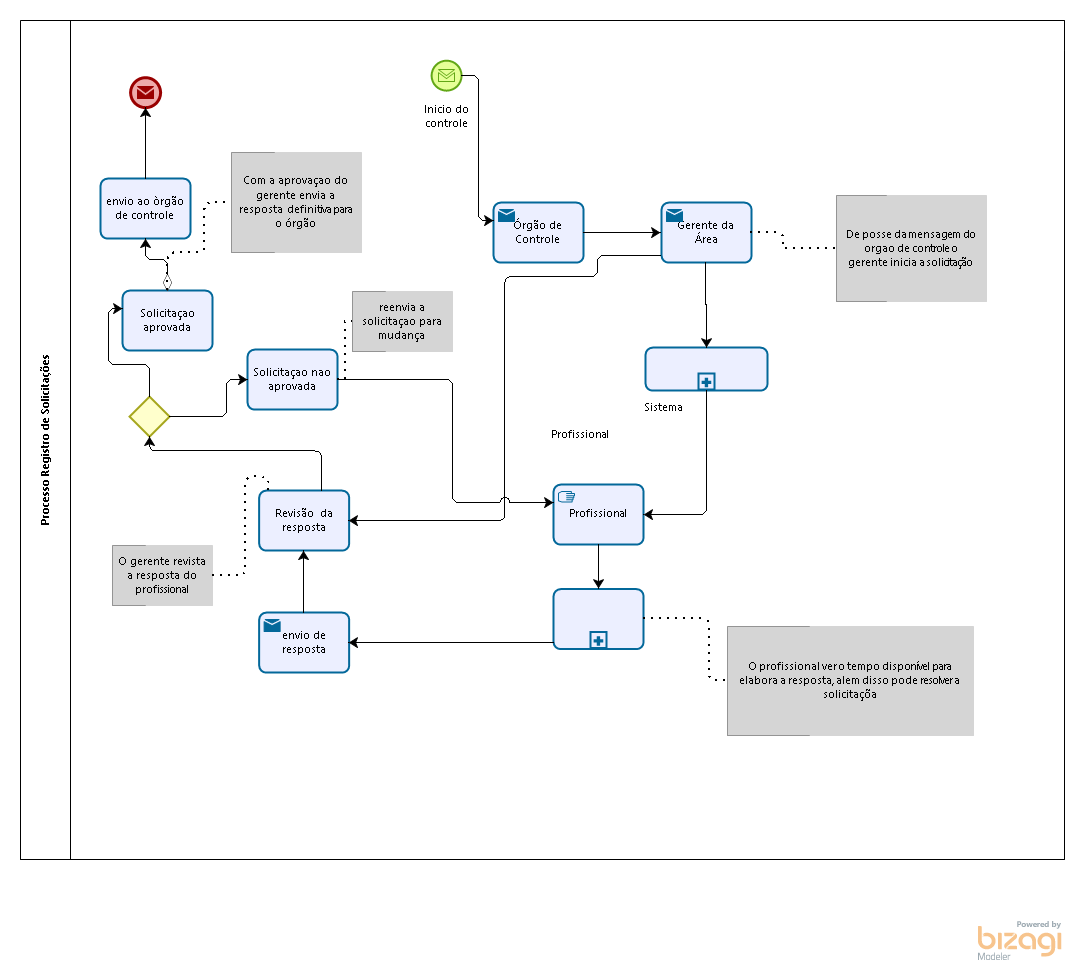 Processo Registro de Solicitações
Inicio do
controle
envio ao òrgão
de controle
Com a aprovaçao do
gerente envia a
resposta definitiva para
o órgão
Órgão de
Controle
Gerente da
Área
De posse da mensagem do
orgao de controle o
gerente inicia a solicitação
Solicitaçao
aprovada
reenvia a
solicitaçao para
mudança
Solicitaçao nao
aprovada
Sistema
Profissional
Profissional
Revisão da
resposta
O gerente revista
a resposta do
profissional
envio de
resposta
O profissional ver o tempo disponível para
elabora a resposta, alem disso pode resolver a
solicitaçõa
Powered by
bizagi
Modeler